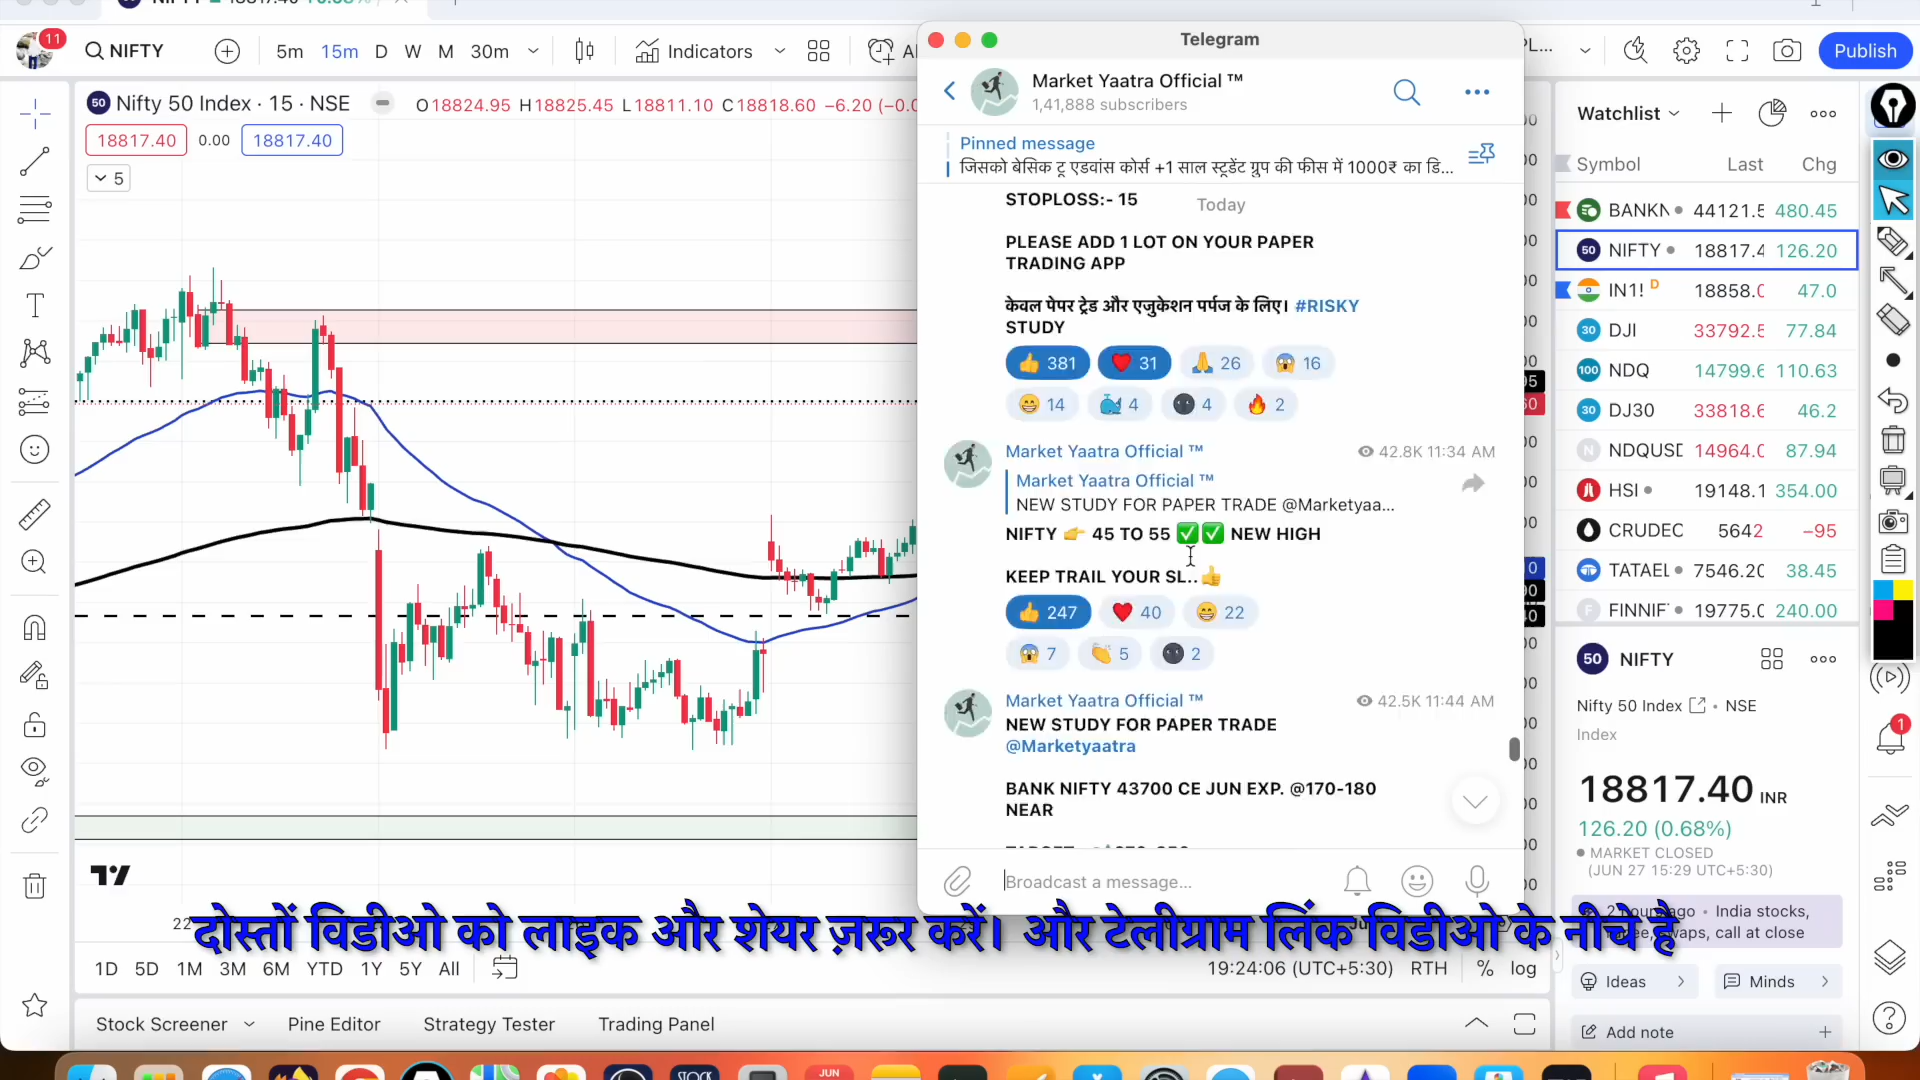 11
NIFTY
5m 15m D W M 30m
Indicators
Publish
50 Nifty 50 Index · 15 · NSE
O18824.95 H18825.45 L18811.10 C18818.60 −6.20
18817.40 0.00 18817.40
5
Telegram
Market Yaatra Official ™
1,41,888 subscribers
Pinned message
जिसको बेसिक टू एडवांस कोर्स +1 साल स्टूडेंट ग्रुप की फीस में 1000₹ का डि...
STOPLOSS:- 15
Today
PLEASE ADD 1 LOT ON YOUR PAPER
TRADING APP
केवल पेपर ट्रेड और एजुकेशन पर्पज के लिए। #RISKY
STUDY
👍 381 ❤️ 31 🙏 26 😱 16
😁 14 🐳 4 🌚 4 🔥 2
Market Yaatra Official ™ 42.8K 11:34 AM
Market Yaatra Official ™
NEW STUDY FOR PAPER TRADE @Marketyaa...
NIFTY 👉 45 TO 55 ✅✅ NEW HIGH
KEEP TRAIL YOUR SL..👍
👍 247 ❤️ 40 😁 22
😱 7 👏 5 🌚 2
Market Yaatra Official ™ 42.5K 11:44 AM
NEW STUDY FOR PAPER TRADE
@Marketyaatra
BANK NIFTY 43700 CE JUN EXP. @170-180
NEAR
Broadcast a message...
Watchlist
Symbol Last Chg
BANKN 44121.5 480.45
50 NIFTY 18817.4 126.20
IN1! D 18858.0 47.0
30 DJI 33792.5 77.84
100 NDQ 14799.6 110.63
30 DJ30 33818.6 46.2
N NDQUSD 14964.0 87.94
HSI 19148.1 354.00
CRUDEO 5642 −95
TATAEL 7546.20 38.45
F FINNIF 19775.0 240.00
50 NIFTY
Nifty 50 Index • NSE
Index
18817.40 INR
126.20 (0.68%)
MARKET CLOSED
(JUN 27 15:29 UTC+5:30)
India stocks,
call at close
Ideas Minds
Add note
1
दोस्तों विडीओ को लाइक और शेयर ज़रूर करें। और टेलीग्राम लिंक विडीओ के नीचे है
1D 5D 1M 3M 6M YTD 1Y 5Y All
19:24:06 (UTC+5:30) RTH % log
Stock Screener Pine Editor Strategy Tester Trading Panel
JUN
STOCK